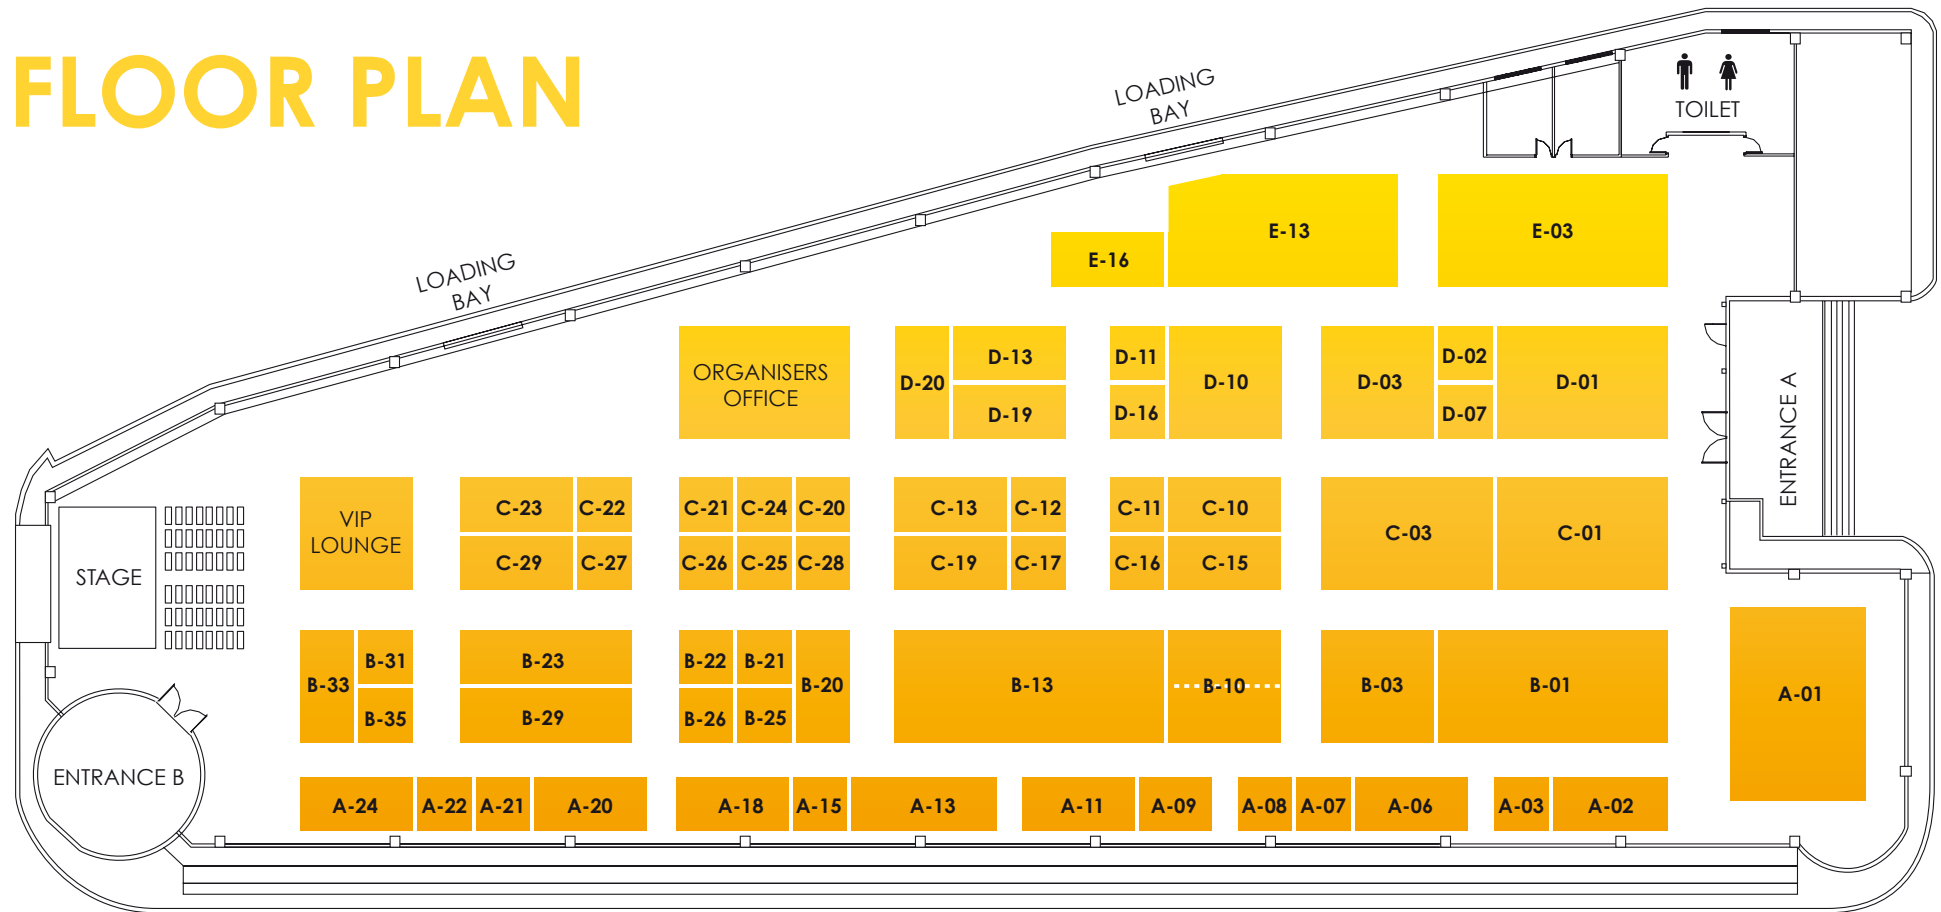 FLOOR PLAN
LOADING
BAY
TOILET
E-13
E-03
E-16
LOADING
BAY
ORGANISERS
OFFICE
D-20
D-13
D-19
D-11
D-16
D-10
D-03
D-02
D-07
D-01
ENTRANCE A
VIP
LOUNGE
C-23
C-22
C-29
C-27
C-21
C-24
C-20
C-26
C-25
C-28
C-13
C-12
C-19
C-17
C-11
C-10
C-16
C-15
C-03
C-01
STAGE
B-33
B-31
B-35
B-23
B-29
B-22
B-21
B-26
B-25
B-20
B-13
B-10
B-03
B-01
A-01
ENTRANCE B
A-24
A-22
A-21
A-20
A-18
A-15
A-13
A-11
A-09
A-08
A-07
A-06
A-03
A-02